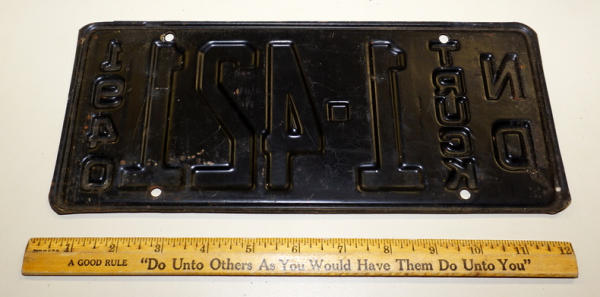 1940
1-421
TRUCK
N D
1 2 3 4 5 6 7 8 9 10 11 12
A GOOD RULE "Do Unto Others As You Would Have Them Do Unto You"